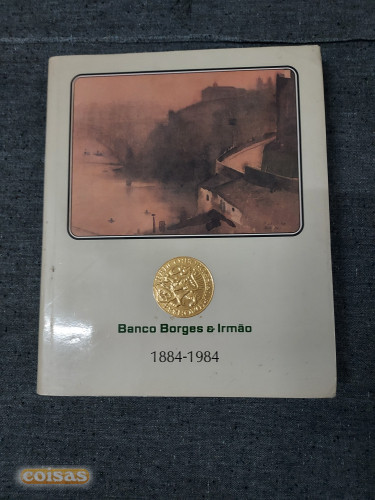 Banco Borges & Irmão
1884-1984
coisas